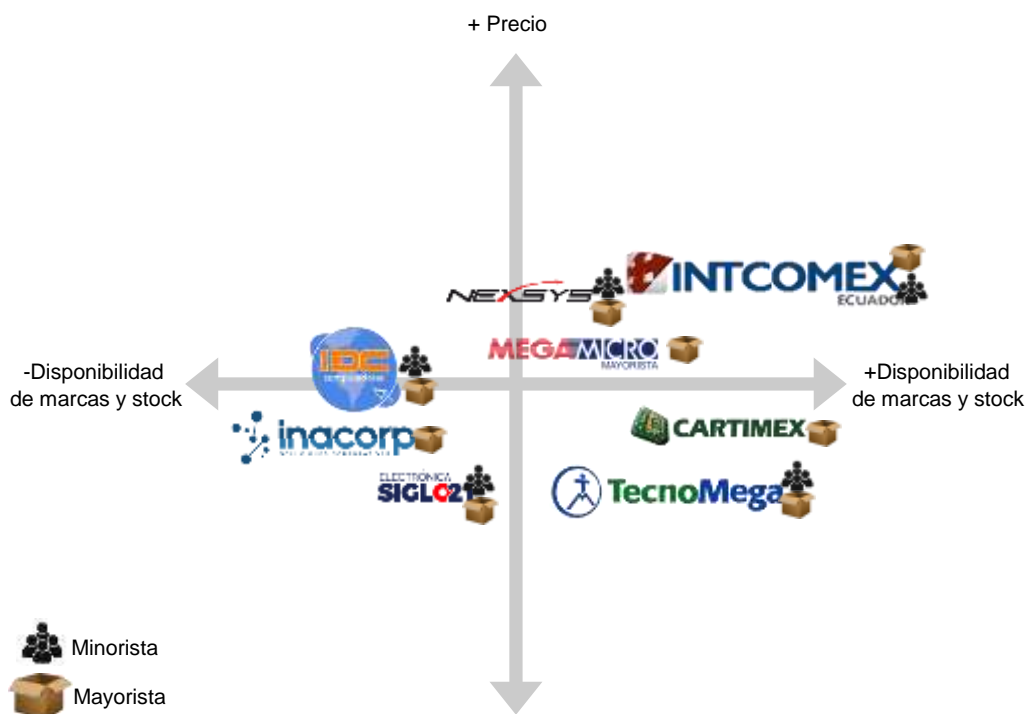 + Precio
INTCOMEX
ECUADOR
NEXSYS
MEGAMICRO
MAYORISTA
IDC
computadoras
-Disponibilidad
de marcas y stock
+Disponibilidad
de marcas y stock
inacorp
CARTIMEX
ELECTRÓNICA
SIGLO21
TecnoMega
Minorista
Mayorista